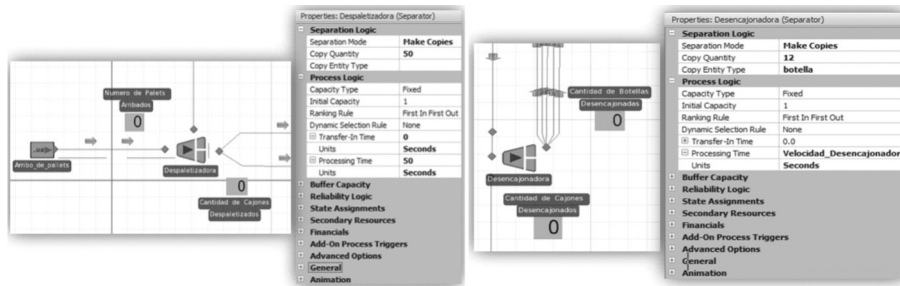 Numero de Palets
Arribados
0
Arribo_de_pallets
Despaletizadora
0
Cantidad de Cajones
Despaletizados
Properties: Despaletizadora (Separator)
Separation Logic
Separation Mode Make Copies
Copy Quantity 50
Copy Entity Type
Process Logic
Capacity Type Fixed
Initial Capacity 1
Ranking Rule First In First Out
Dynamic Selection Rule None
Transfer-In Time 0
Units Seconds
Processing Time 50
Units Seconds
Buffer Capacity
Reliability Logic
State Assignments
Secondary Resources
Financials
Add-On Process Triggers
Advanced Options
General
Animation
Cantidad de Botellas
Desencajonadas
0
Desencajonadora
Cantidad de Cajones
Desencajonados
0
Properties: Desencajonadora (Separator)
Separation Logic
Separation Mode Make Copies
Copy Quantity 12
Copy Entity Type botella
Process Logic
Capacity Type Fixed
Initial Capacity 1
Ranking Rule First In First Out
Dynamic Selection Rule None
Transfer-In Time 0.0
Processing Time Velocidad_Desencajonador
Units Seconds
Buffer Capacity
Reliability Logic
State Assignments
Secondary Resources
Financials
Add-On Process Triggers
Advanced Options
General
Animation